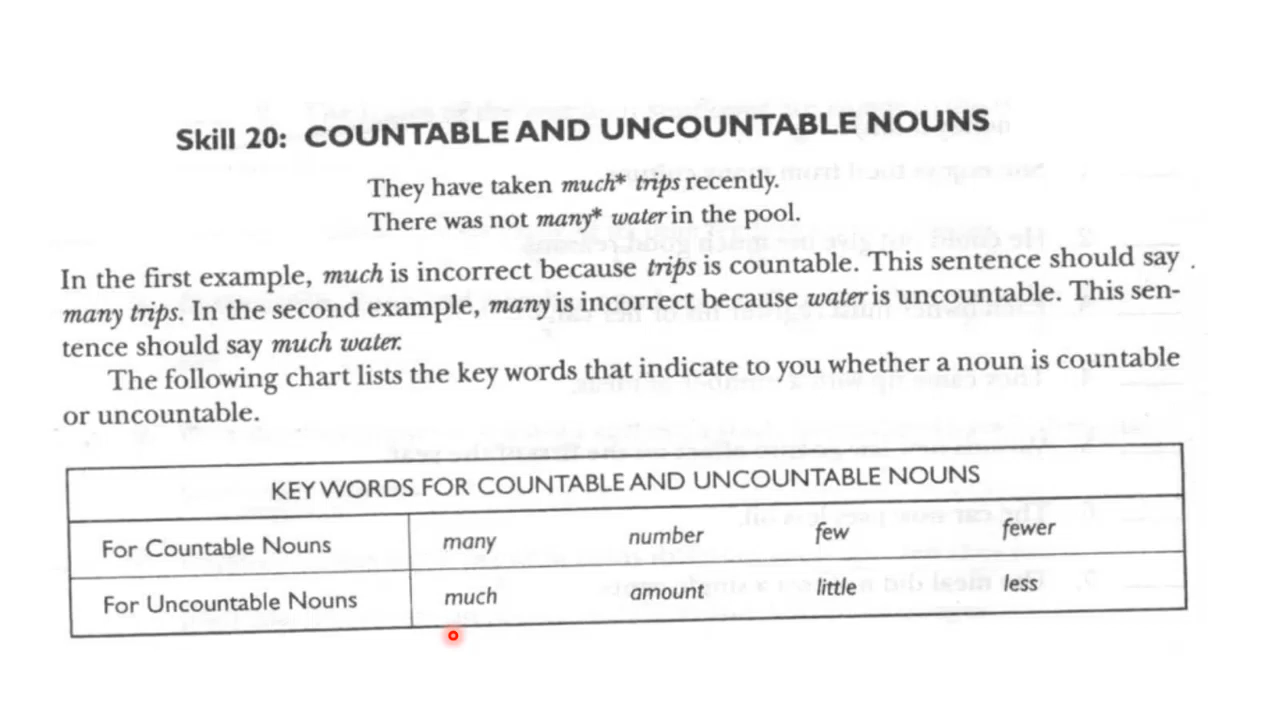 Skill 20: COUNTABLE AND UNCOUNTABLE NOUNS
They have taken much* trips recently.
There was not many* water in the pool.
In the first example, much is incorrect because trips is countable. This sentence should say
many trips. In the second example, many is incorrect because water is uncountable. This sen-
tence should say much water.
The following chart lists the key words that indicate to you whether a noun is countable
or uncountable.
KEY WORDS FOR COUNTABLE AND UNCOUNTABLE NOUNS
For Countable Nouns many number few fewer
For Uncountable Nouns much amount little less